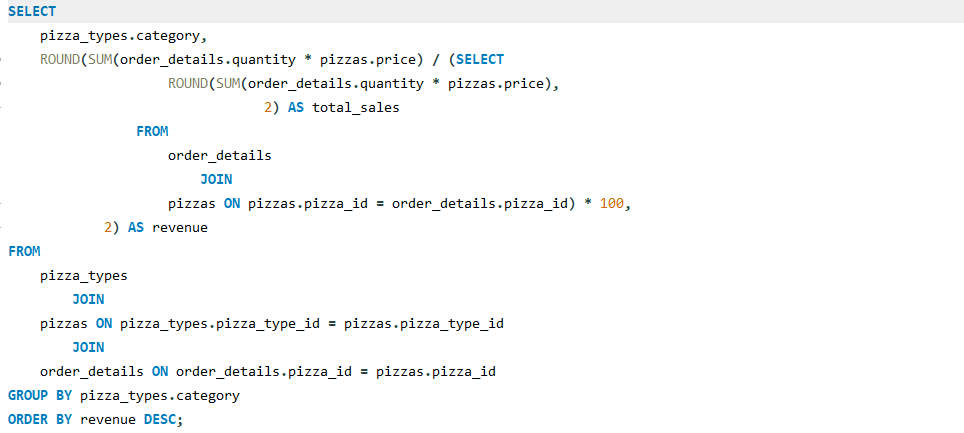 SELECT
    pizza_types.category,
    ROUND(SUM(order_details.quantity * pizzas.price) / (SELECT
                    ROUND(SUM(order_details.quantity * pizzas.price),
                                2) AS total_sales
                FROM
                    order_details
                        JOIN
                    pizzas ON pizzas.pizza_id = order_details.pizza_id) * 100,
            2) AS revenue
FROM
    pizza_types
        JOIN
    pizzas ON pizza_types.pizza_type_id = pizzas.pizza_type_id
        JOIN
    order_details ON order_details.pizza_id = pizzas.pizza_id
GROUP BY pizza_types.category
ORDER BY revenue DESC;